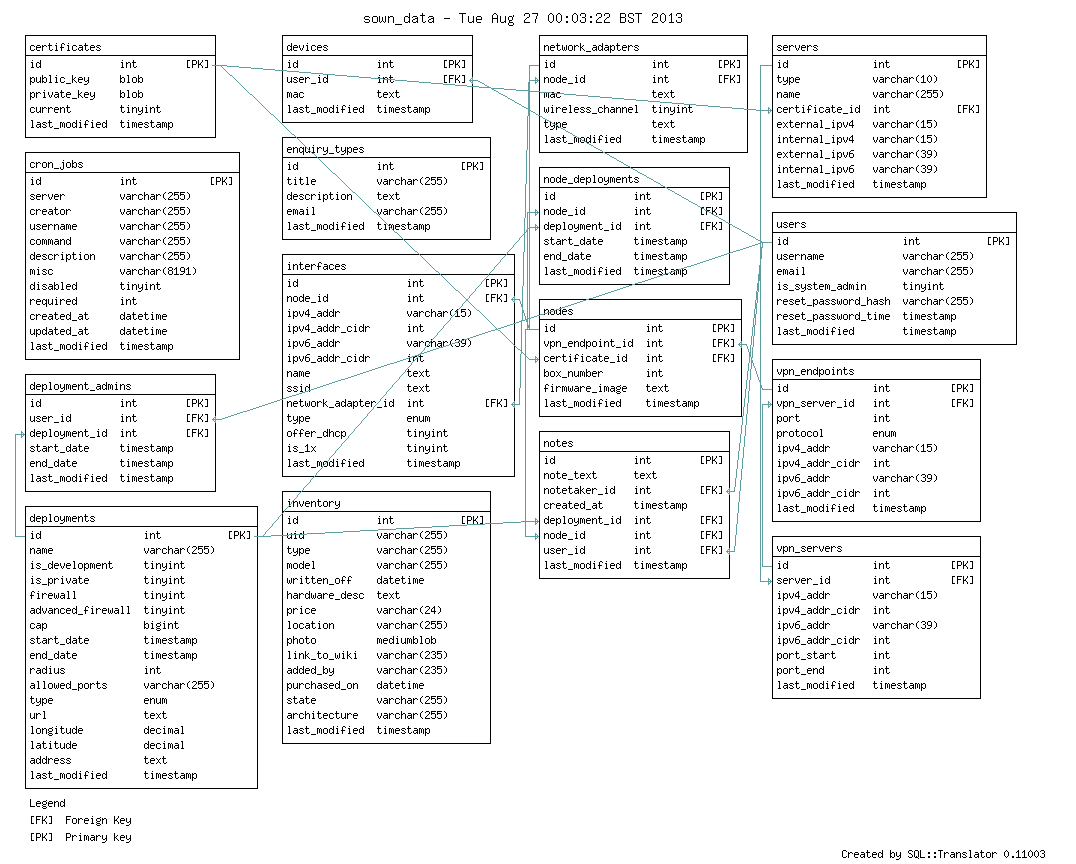 sown_data - Tue Aug 27 00:03:22 BST 2013
certificates
id int [PK]
public_key blob
private_key blob
current tinyint
last_modified timestamp
cron_jobs
id int [PK]
server varchar(255)
creator varchar(255)
username varchar(255)
command varchar(255)
description varchar(255)
misc varchar(8191)
disabled tinyint
required int
created_at datetime
updated_at datetime
last_modified timestamp
deployment_admins
id int [PK]
user_id int [FK]
deployment_id int [FK]
start_date timestamp
end_date timestamp
last_modified timestamp
deployments
id int [PK]
name varchar(255)
is_development tinyint
is_private tinyint
firewall tinyint
advanced_firewall tinyint
cap bigint
start_date timestamp
end_date timestamp
radius int
allowed_ports varchar(255)
type enum
url text
longitude decimal
latitude decimal
address text
last_modified timestamp
Legend
[FK] Foreign Key
[PK] Primary key
devices
id int [PK]
user_id int [FK]
mac text
last_modified timestamp
enquiry_types
id int [PK]
title varchar(255)
description text
email varchar(255)
last_modified timestamp
interfaces
id int [PK]
node_id int [FK]
ipv4_addr varchar(15)
ipv4_addr_cidr int
ipv6_addr varchar(39)
ipv6_addr_cidr int
name text
ssid text
network_adapter_id int [FK]
type enum
offer_dhcp tinyint
is_1x tinyint
last_modified timestamp
inventory
id int [PK]
uid varchar(255)
type varchar(255)
model varchar(255)
written_off datetime
hardware_desc text
price varchar(24)
location varchar(255)
photo mediumblob
link_to_wiki varchar(235)
added_by varchar(235)
purchased_on datetime
state varchar(255)
architecture varchar(255)
last_modified timestamp
network_adapters
id int [PK]
node_id int [FK]
mac text
wireless_channel tinyint
type text
last_modified timestamp
node_deployments
id int [PK]
node_id int [FK]
deployment_id int [FK]
start_date timestamp
end_date timestamp
last_modified timestamp
nodes
id int [PK]
vpn_endpoint_id int [FK]
certificate_id int [FK]
box_number int
firmware_image text
last_modified timestamp
notes
id int [PK]
note_text text
notetaker_id int [FK]
created_at timestamp
deployment_id int [FK]
node_id int [FK]
user_id int [FK]
last_modified timestamp
servers
id int [PK]
type varchar(10)
name varchar(255)
certificate_id int [FK]
external_ipv4 varchar(15)
internal_ipv4 varchar(15)
external_ipv6 varchar(39)
internal_ipv6 varchar(39)
last_modified timestamp
users
id int [PK]
username varchar(255)
email varchar(255)
is_system_admin tinyint
reset_password_hash varchar(255)
reset_password_time timestamp
last_modified timestamp
vpn_endpoints
id int [PK]
vpn_server_id int [FK]
port int
protocol enum
ipv4_addr varchar(15)
ipv4_addr_cidr int
ipv6_addr varchar(39)
ipv6_addr_cidr int
last_modified timestamp
vpn_servers
id int [PK]
server_id int [FK]
ipv4_addr varchar(15)
ipv4_addr_cidr int
ipv6_addr varchar(39)
ipv6_addr_cidr int
port_start int
port_end int
last_modified timestamp
Created by SQL::Translator 0.11003